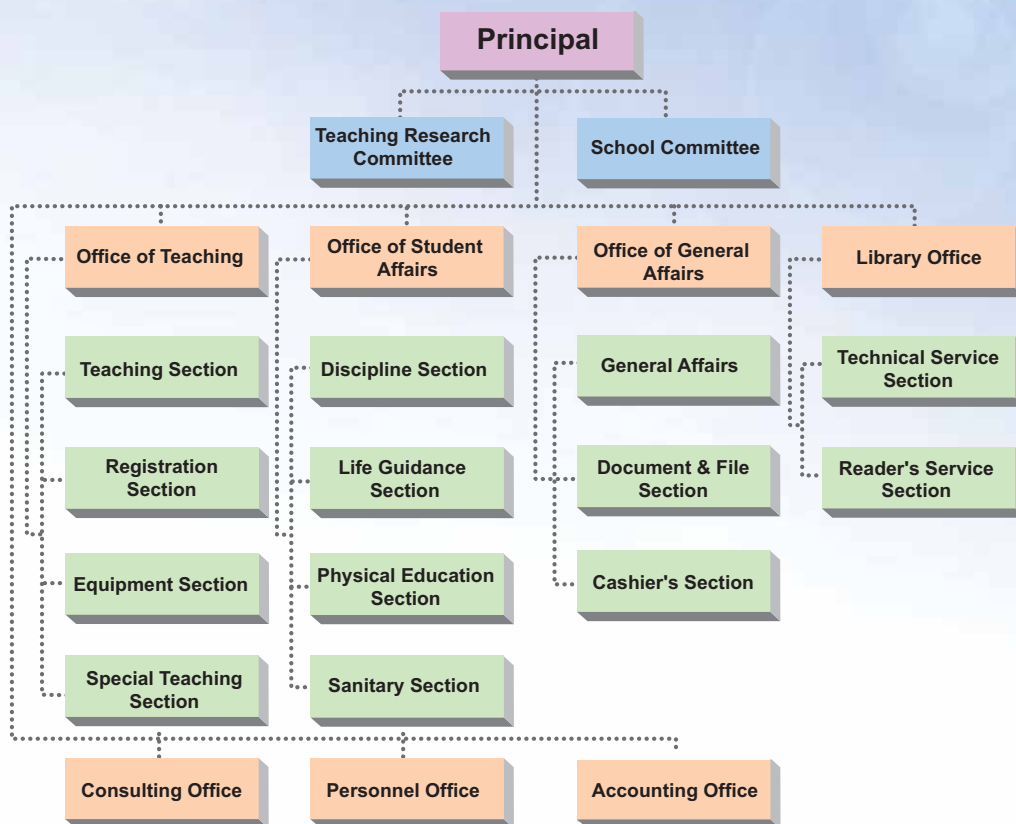 Principal
Teaching Research
Committee
School Committee
Office of Teaching
Office of Student
Affairs
Office of General
Affairs
Library Office
Teaching Section
Discipline Section
General Affairs
Technical Service
Section
Registration
Section
Life Guidance
Section
Document & File
Section
Reader's Service
Section
Equipment Section
Physical Education
Section
Cashier's Section
Special Teaching
Section
Sanitary Section
Consulting Office
Personnel Office
Accounting Office